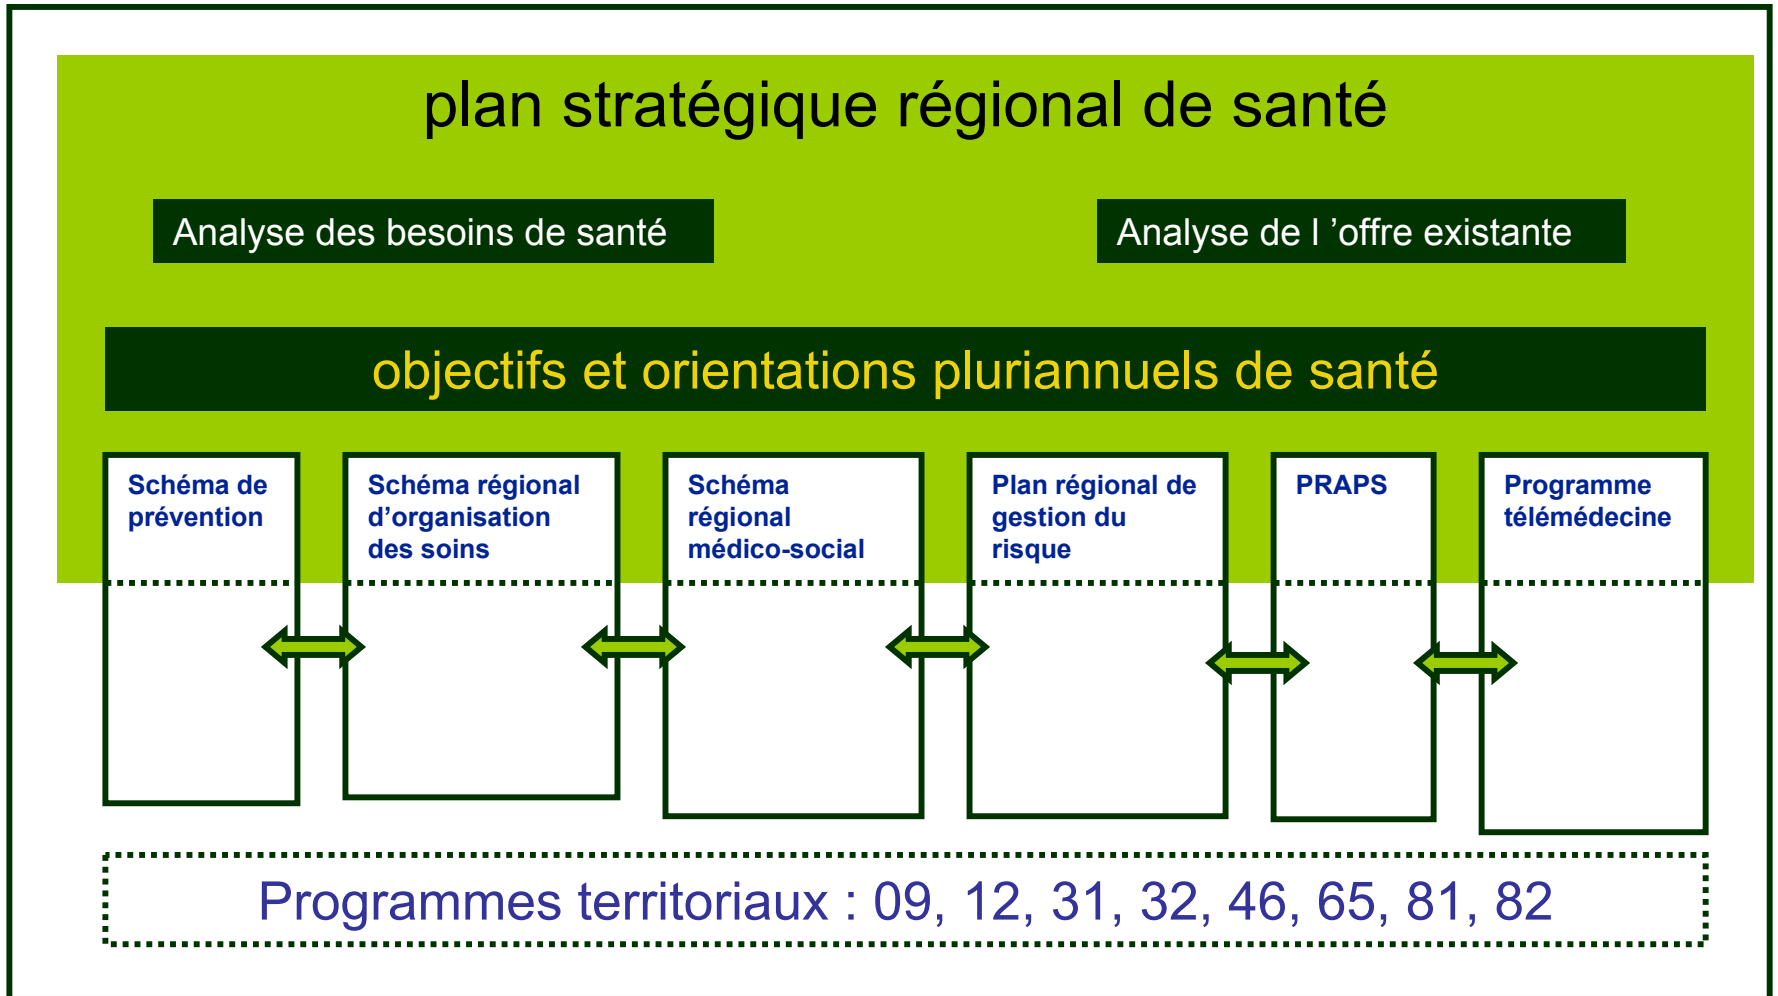 plan stratégique régional de santé
Analyse des besoins de santé
Analyse de l ’offre existante
objectifs et orientations pluriannuels de santé
Schéma de
prévention
Schéma régional
d’organisation
des soins
Schéma
régional
médico-social
Plan régional de
gestion du
risque
PRAPS
Programme
télémédecine
Programmes territoriaux : 09, 12, 31, 32, 46, 65, 81, 82